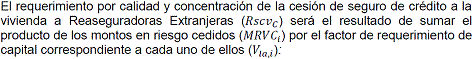 El requerimiento por calidad y concentración de la cesión de seguro de crédito a la
vivienda a Reaseguradoras Extranjeras (Rscv_C) será el resultado de sumar el
producto de los montos en riesgo cedidos (MRVC_i) por el factor de requerimiento de
capital correspondiente a cada uno de ellos (V_{la,i}):